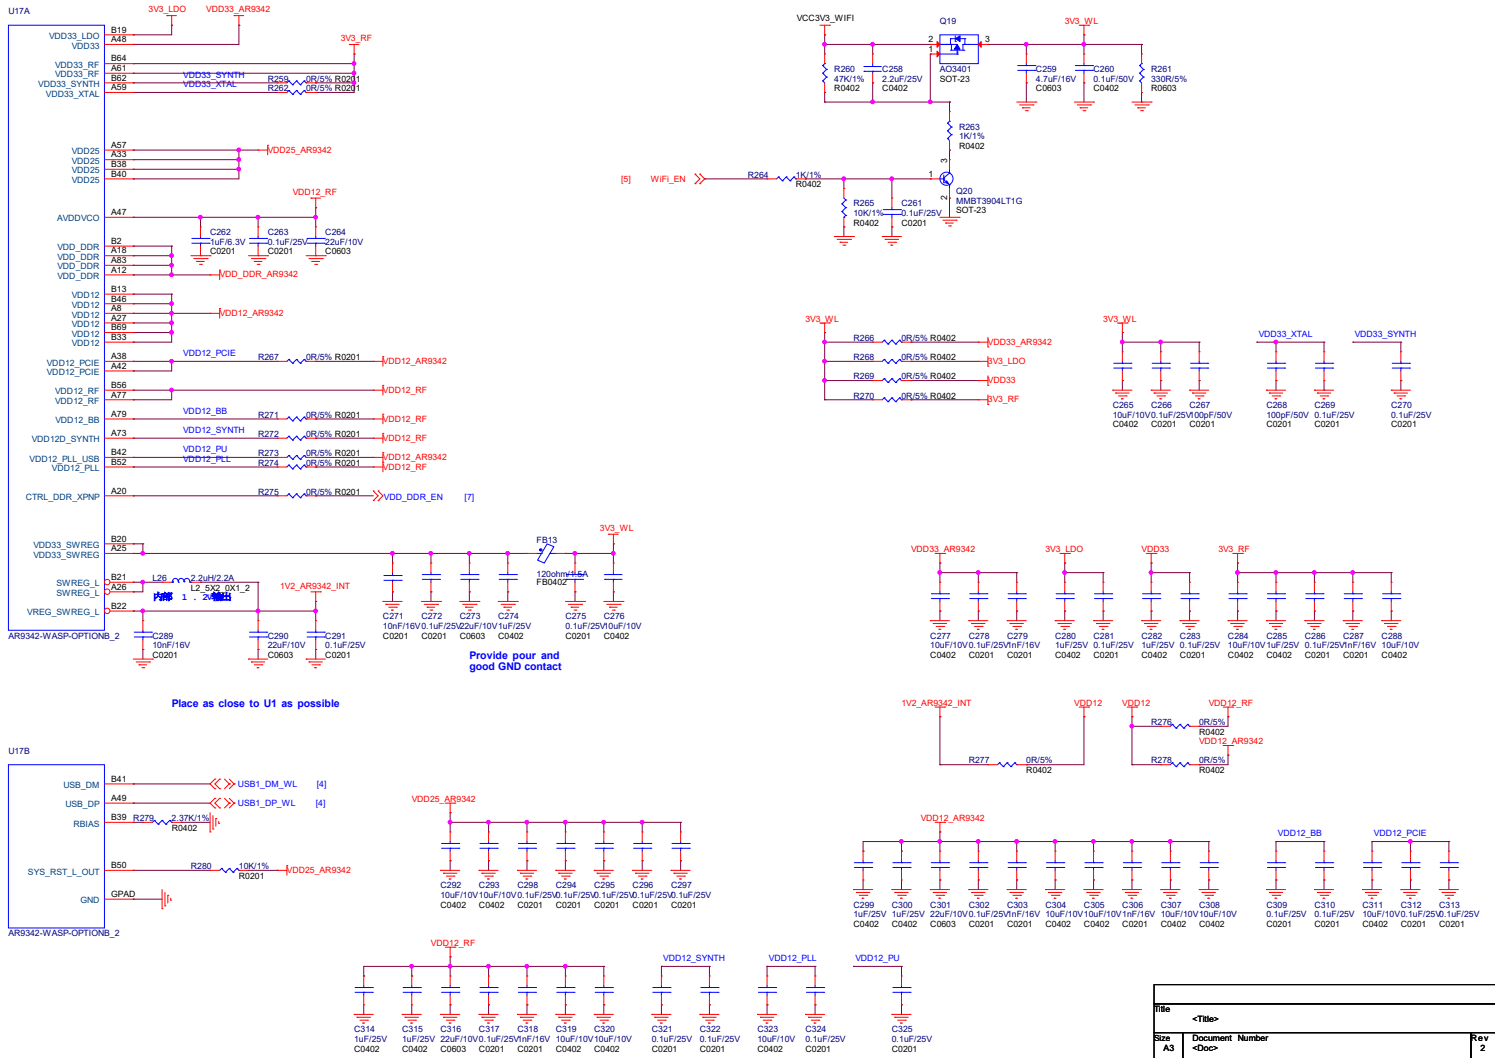 U17A
3V3_LDO
VDD33_AR9342
3V3_RF
VDD33_LDO B19
VDD33 A48
VDD33_RF B64
VDD33_RF A61
VDD33_SYNTH B62 VDD33_SYNTH R259 0R/5% R0201
VDD33_XTAL A59 VDD33_XTAL R262 0R/5% R0201
VDD25 A57 VDD25_AR9342
VDD25 A33
VDD25 B38
VDD25 B40
VDD12_RF
AVDDVCO A47
C262 1uF/6.3V C0201
C263 0.1uF/25V C0201
C264 22uF/10V C0603
VDD_DDR B2
VDD_DDR A18
VDD_DDR A83
VDD_DDR A12 VDD_DDR_AR9342
VDD12 B13
VDD12 B46
VDD12 A8 VDD12_AR9342
VDD12 A27
VDD12 B69
VDD12 B33
VDD12_PCIE A38 VDD12_PCIE R267 0R/5% R0201 VDD12_AR9342
VDD12_PCIE A42
VDD12_RF B56 VDD12_RF
VDD12_RF A77
VDD12_BB A79 VDD12_BB R271 0R/5% R0201 VDD12_RF
VDD12D_SYNTH A73 VDD12_SYNTH R272 0R/5% R0201 VDD12_RF
VDD12_PLL_USB B42 VDD12_PU R273 0R/5% R0201 VDD12_AR9342
VDD12_PLL B52 VDD12_PLL R274 0R/5% R0201 VDD12_RF
CTRL_DDR_XPNP A20 R275 0R/5% R0201 VDD_DDR_EN [7]
VDD33_SWREG B20
VDD33_SWREG A25
SWREG_L B21 L26 2.2uH/2.2A
SWREG_L A26 L2_5X2_0X1_2
内部 1 . 2V输出
1V2_AR9342_INT
VREG_SWREG_L B22
AR9342-WASP-OPTIONB_2
C289 10nF/16V C0201
C290 22uF/10V C0603
C291 0.1uF/25V C0201
FB13
120ohm/1.5A
FB0402
3V3_WL
C271 10nF/16V C0201
C272 0.1uF/25V C0201
C273 22uF/10V C0603
C274 1uF/25V C0402
C275 0.1uF/25V C0201
C276 10uF/10V C0402
Provide pour and
good GND contact
Place as close to U1 as possible
VCC3V3_WIFI
Q19
3V3_WL
2
1
3
AO3401
SOT-23
R260 47K/1% R0402
C258 2.2uF/25V C0402
C259 4.7uF/16V C0603
C260 0.1uF/50V C0402
R261 330R/5% R0603
R263 1K/1% R0402
[5] WiFi_EN R264 1K/1% R0402
3
1
2
Q20
MMBT3904LT1G
SOT-23
R265 10K/1% R0402
C261 0.1uF/25V C0201
3V3_WL
R266 0R/5% R0402 VDD33_AR9342
R268 0R/5% R0402 3V3_LDO
R269 0R/5% R0402 VDD33
R270 0R/5% R0402 3V3_RF
3V3_WL
VDD33_XTAL
VDD33_SYNTH
C265 10uF/10V C0402
C266 0.1uF/25V C0201
C267 100pF/50V C0201
C268 100pF/50V C0201
C269 0.1uF/25V C0201
C270 0.1uF/25V C0201
VDD33_AR9342
3V3_LDO
VDD33
3V3_RF
C277 10uF/10V C0402
C278 0.1uF/25V C0201
C279 1nF/16V C0201
C280 1uF/25V C0402
C281 0.1uF/25V C0201
C282 1uF/25V C0402
C283 0.1uF/25V C0201
C284 10uF/10V C0402
C285 1uF/25V C0402
C286 0.1uF/25V C0201
C287 1nF/16V C0201
C288 10uF/10V C0402
1V2_AR9342_INT
VDD12
R277 0R/5% R0402
VDD12
VDD12_RF
R276 0R/5% R0402
VDD12_AR9342
R278 0R/5% R0402
U17B
USB_DM B41 USB1_DM_WL [4]
USB_DP A49 USB1_DP_WL [4]
RBIAS B39 R279 2.37K/1% R0402
SYS_RST_L_OUT B50 R280 10K/1% R0201 VDD25_AR9342
GND GPAD
AR9342-WASP-OPTIONB_2
VDD25_AR9342
C292 10uF/10V C0402
C293 10uF/10V C0402
C298 0.1uF/25V C0201
C294 0.1uF/25V C0201
C295 0.1uF/25V C0201
C296 0.1uF/25V C0201
C297 0.1uF/25V C0201
VDD12_AR9342
VDD12_BB
VDD12_PCIE
C299 1uF/25V C0402
C300 1uF/25V C0402
C301 22uF/10V C0603
C302 0.1uF/25V C0201
C303 1nF/16V C0201
C304 10uF/10V C0402
C305 10uF/10V C0402
C306 1nF/16V C0201
C307 10uF/10V C0402
C308 10uF/10V C0402
C309 0.1uF/25V C0201
C310 0.1uF/25V C0201
C311 10uF/10V C0402
C312 0.1uF/25V C0201
C313 0.1uF/25V C0201
VDD12_RF
VDD12_SYNTH
VDD12_PLL
VDD12_PU
C314 1uF/25V C0402
C315 1uF/25V C0402
C316 22uF/10V C0603
C317 0.1uF/25V C0201
C318 1nF/16V C0201
C319 10uF/10V C0402
C320 10uF/10V C0402
C321 0.1uF/25V C0201
C322 0.1uF/25V C0201
C323 10uF/10V C0402
C324 0.1uF/25V C0201
C325 0.1uF/25V C0201
Title
<Title>
Size Document Number Rev
A3 <Doc> 2